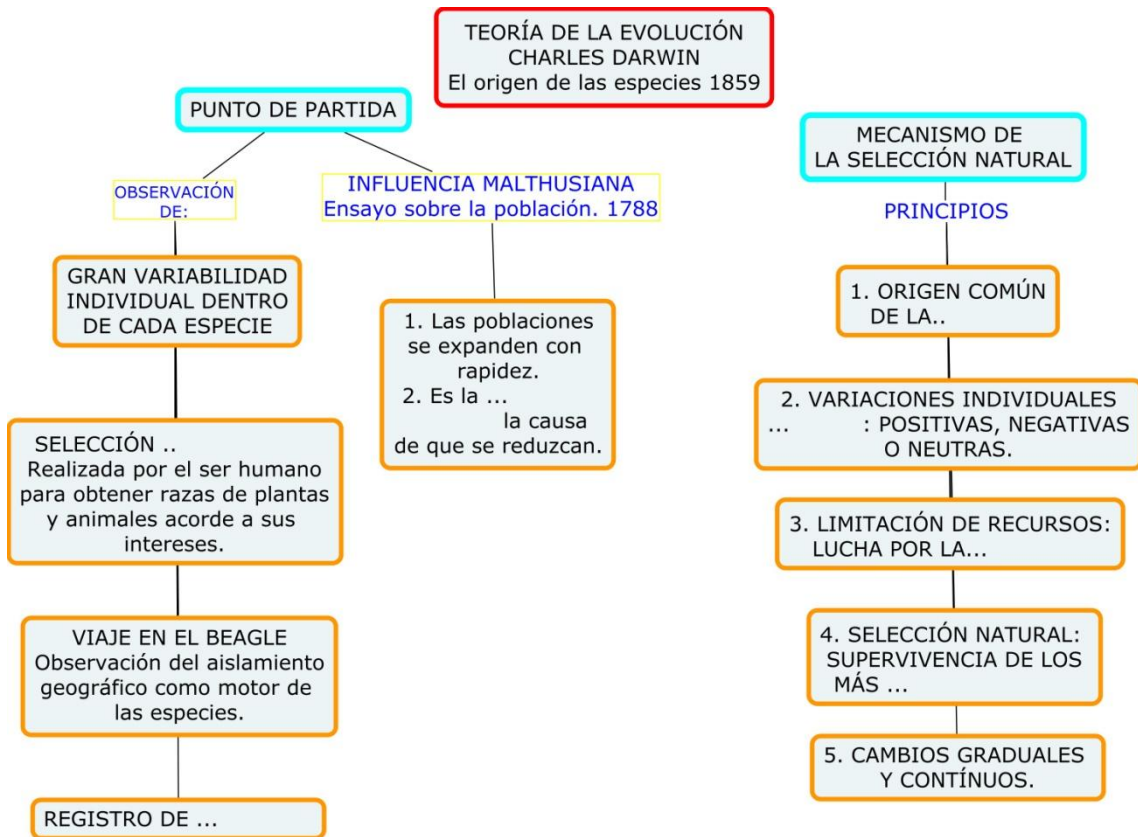 TEORÍA DE LA EVOLUCIÓN
CHARLES DARWIN
El origen de las especies 1859
PUNTO DE PARTIDA
OBSERVACIÓN
DE:
GRAN VARIABILIDAD
INDIVIDUAL DENTRO
DE CADA ESPECIE
SELECCIÓN ..
Realizada por el ser humano
para obtener razas de plantas
y animales acorde a sus
intereses.
VIAJE EN EL BEAGLE
Observación del aislamiento
geográfico como motor de
las especies.
REGISTRO DE ...
INFLUENCIA MALTHUSIANA
Ensayo sobre la población. 1788
1. Las poblaciones
se expanden con
rapidez.
2. Es la ...
la causa
de que se reduzcan.
MECANISMO DE
LA SELECCIÓN NATURAL
PRINCIPIOS
1. ORIGEN COMÚN
DE LA..
2. VARIACIONES INDIVIDUALES
... : POSITIVAS, NEGATIVAS
O NEUTRAS.
3. LIMITACIÓN DE RECURSOS:
LUCHA POR LA...
4. SELECCIÓN NATURAL:
SUPERVIVENCIA DE LOS
MÁS ...
5. CAMBIOS GRADUALES
Y CONTÍNUOS.